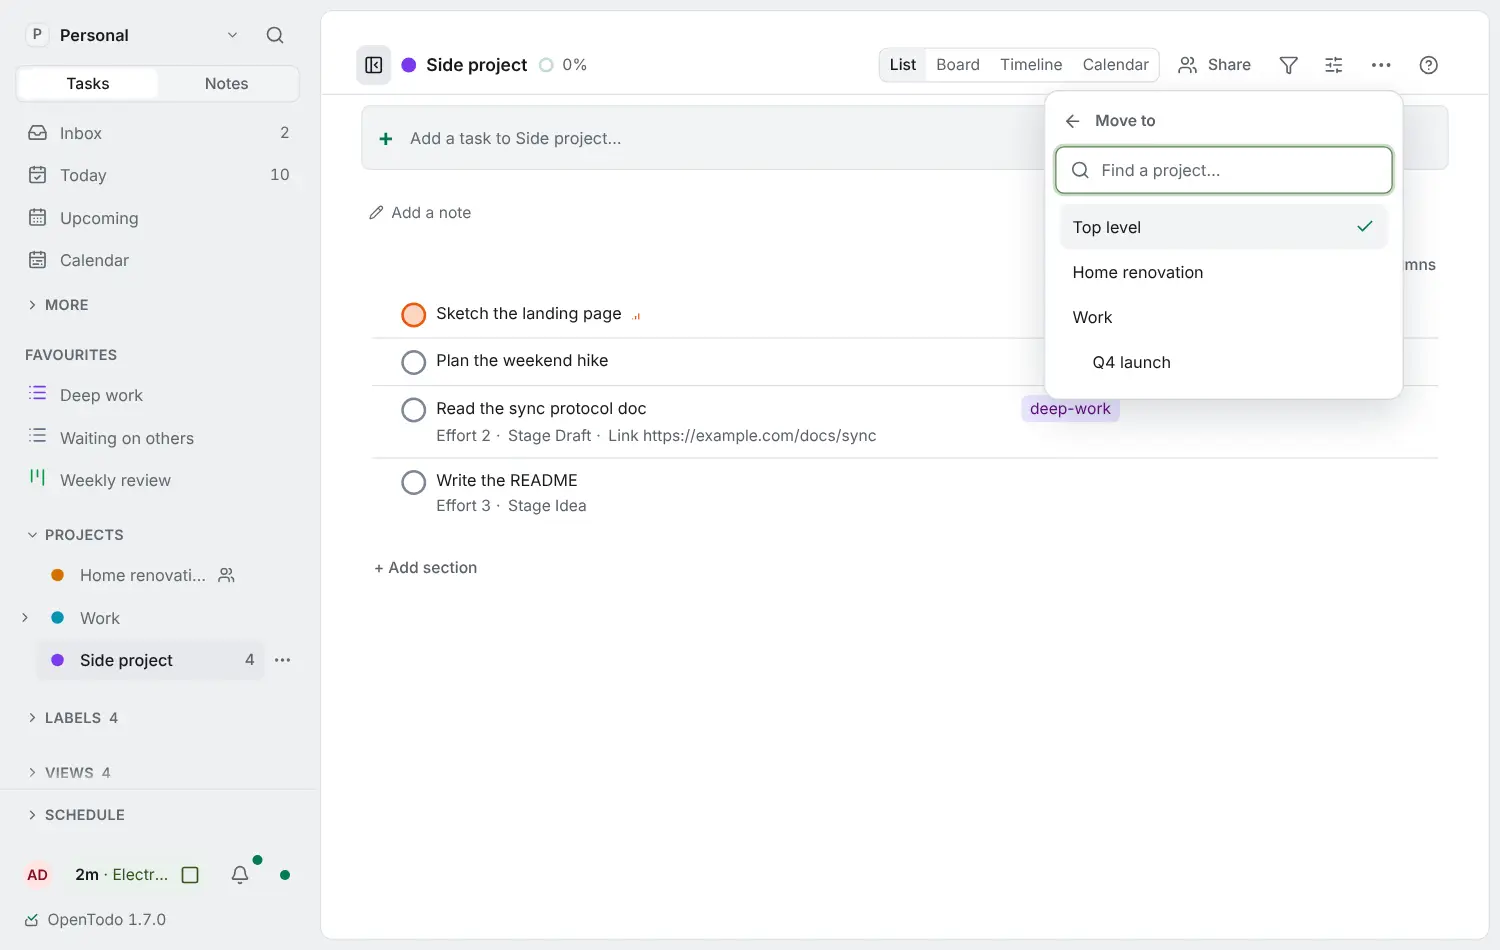 P Personal
Tasks Notes
Inbox 2
Today 10
Upcoming
Calendar
MORE
FAVOURITES
Deep work
Waiting on others
Weekly review
PROJECTS
Home renovati...
Work
Side project 4
LABELS 4
VIEWS 4
SCHEDULE
AD 2m · Electr...
OpenTodo 1.7.0
Side project 0%
List Board Timeline Calendar Share
Add a task to Side project...
Add a note
Sketch the landing page
Plan the weekend hike
Read the sync protocol doc deep-work
Effort 2 · Stage Draft · Link https://example.com/docs/sync
Write the README
Effort 3 · Stage Idea
+ Add section
Move to
Find a project...
Top level
Home renovation
Work
Q4 launch